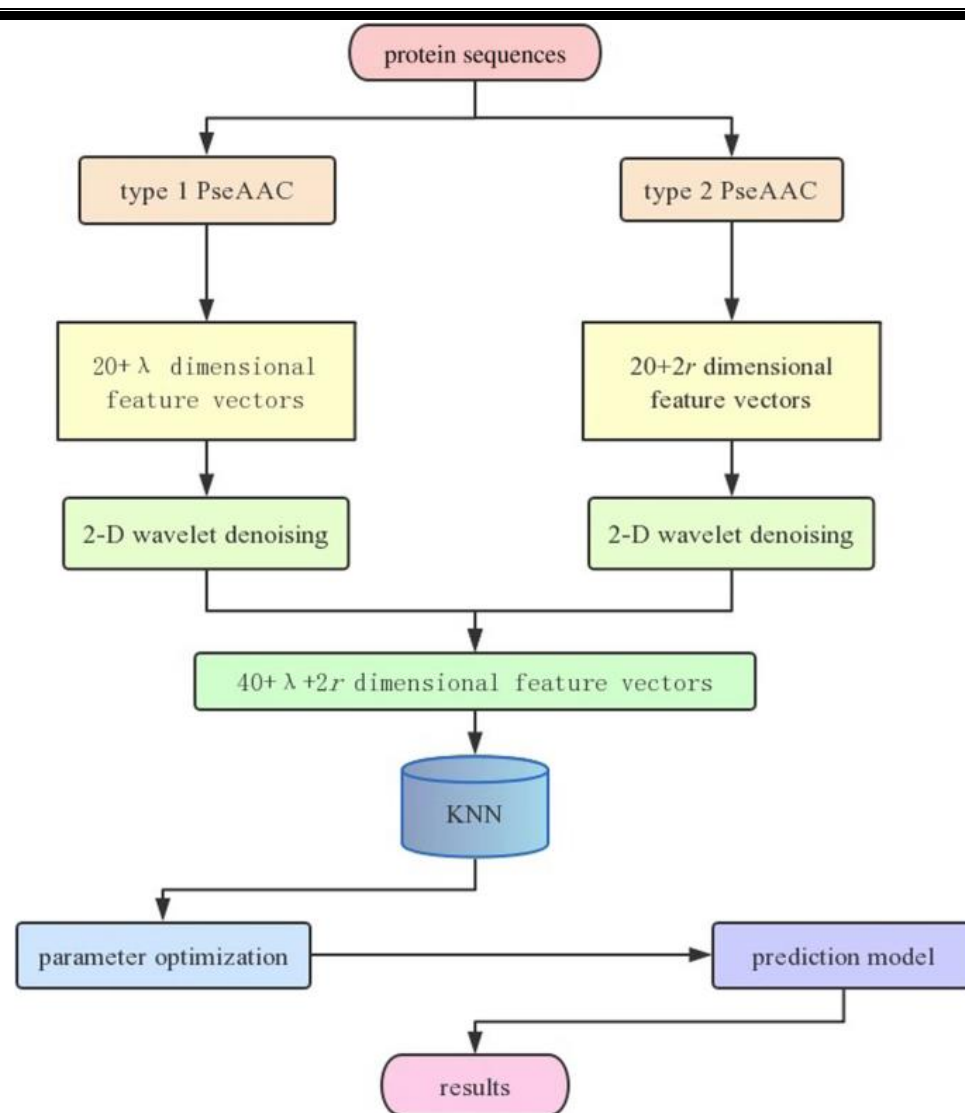 protein sequences
type 1 PseAAC
type 2 PseAAC
20+ λ dimensional
feature vectors
20+2r dimensional
feature vectors
2-D wavelet denoising
2-D wavelet denoising
40+ λ +2r dimensional feature vectors
KNN
parameter optimization
prediction model
results